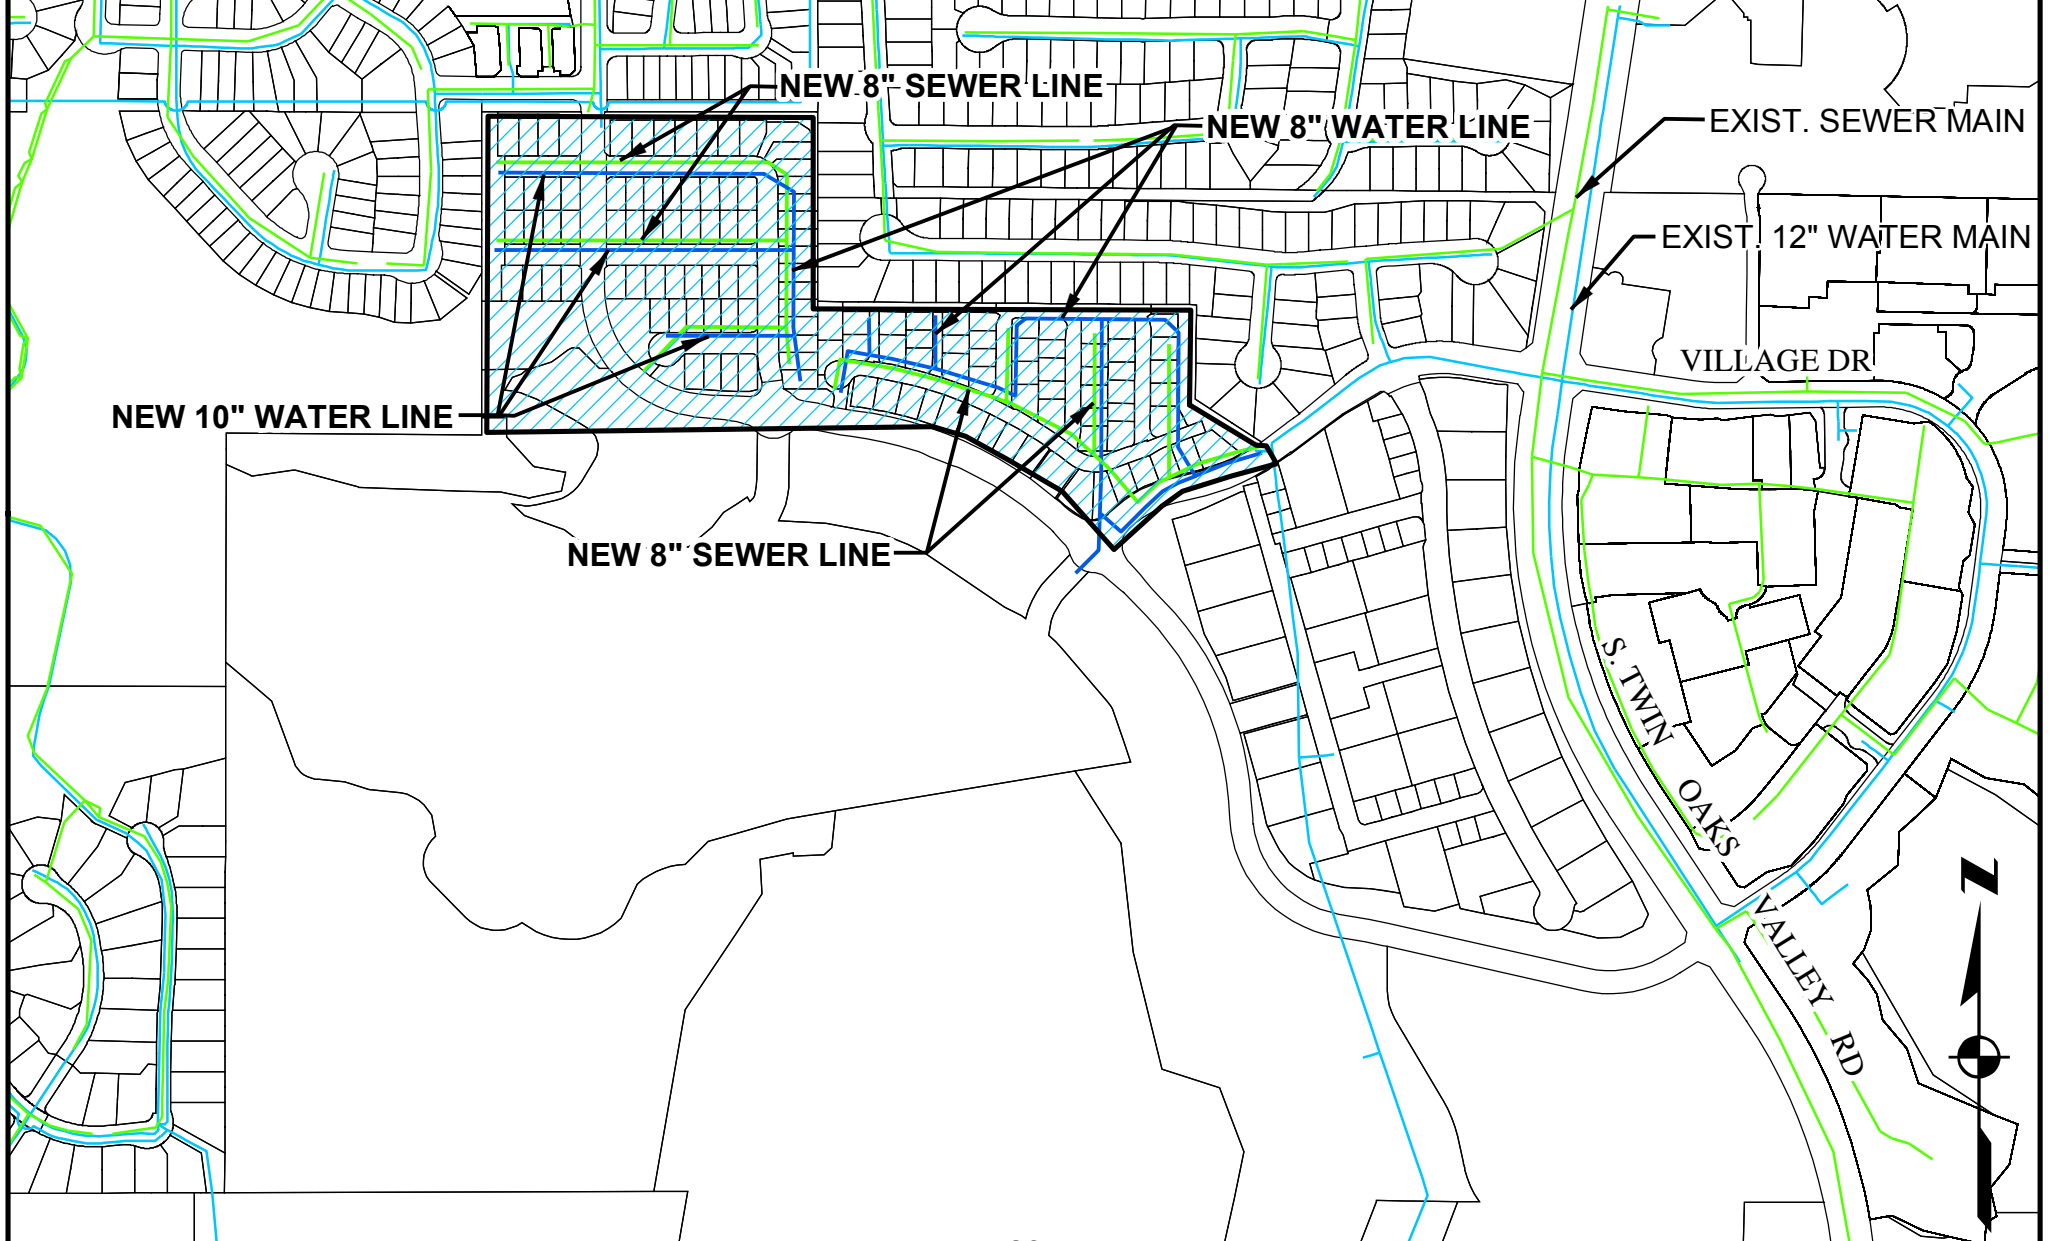 NEW 8" SEWER LINE
NEW 8" WATER LINE
EXIST. SEWER MAIN
EXIST. 12" WATER MAIN
VILLAGE DR
NEW 10" WATER LINE
NEW 8" SEWER LINE
S. TWIN OAKS VALLEY RD
Z